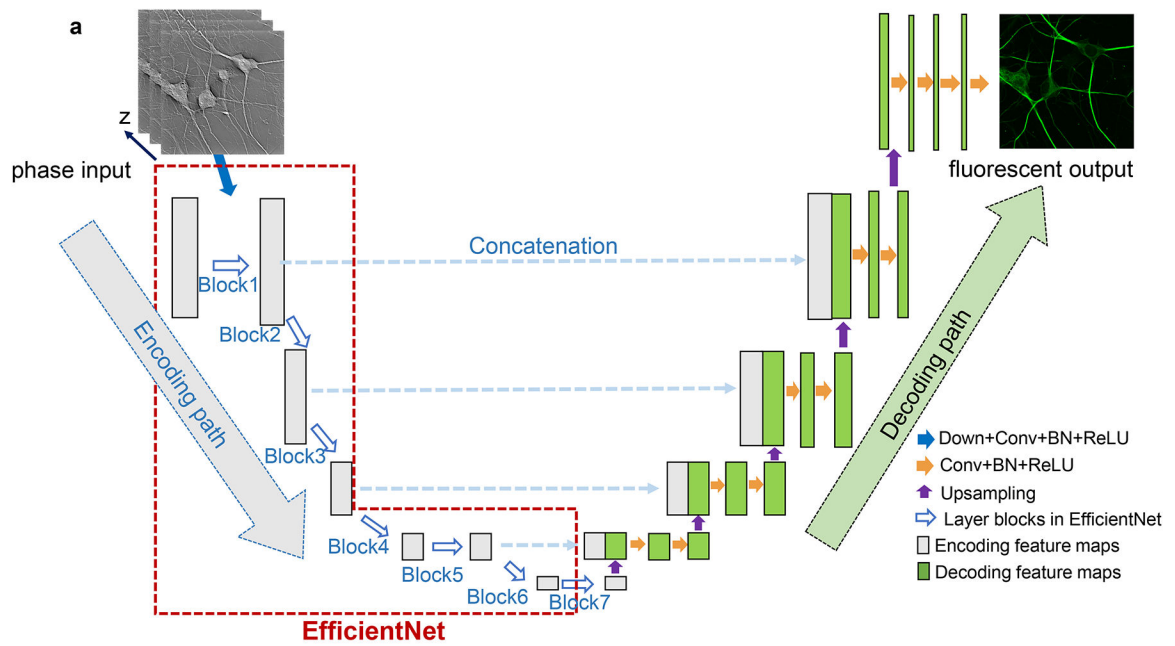 a
z
phase input
fluorescent output
Concatenation
Block1
Block2
Encoding path
Block3
Decoding path
Down+Conv+BN+ReLU
Conv+BN+ReLU
Upsampling
Layer blocks in EfficientNet
Encoding feature maps
Decoding feature maps
Block4
Block5
Block6
Block7
EfficientNet